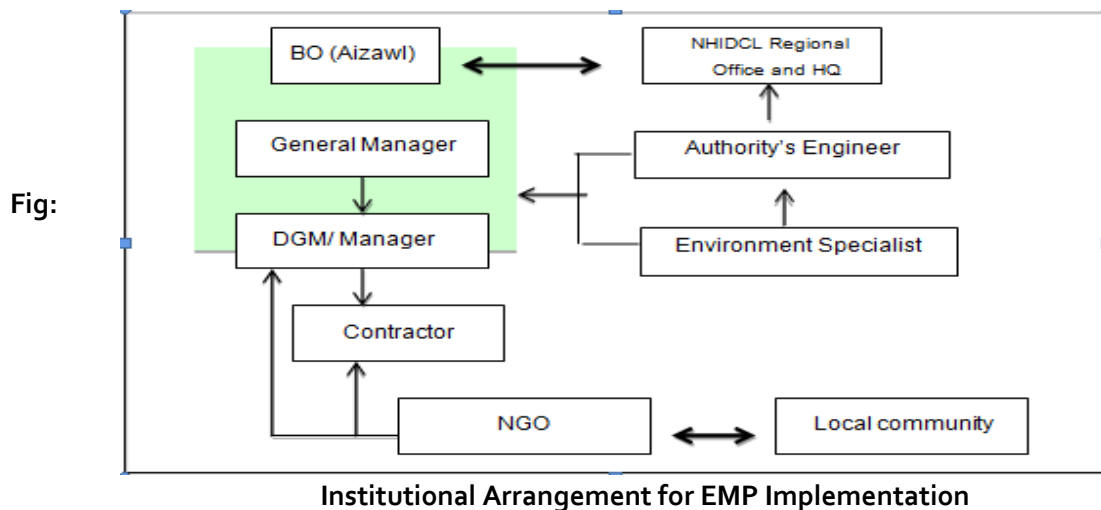 BO (Aizawl)
NHIDCL Regional
Office and HQ
General Manager
Authority's Engineer
Fig:
DGM/ Manager
Environment Specialist
Contractor
NGO
Local community
Institutional Arrangement for EMP Implementation